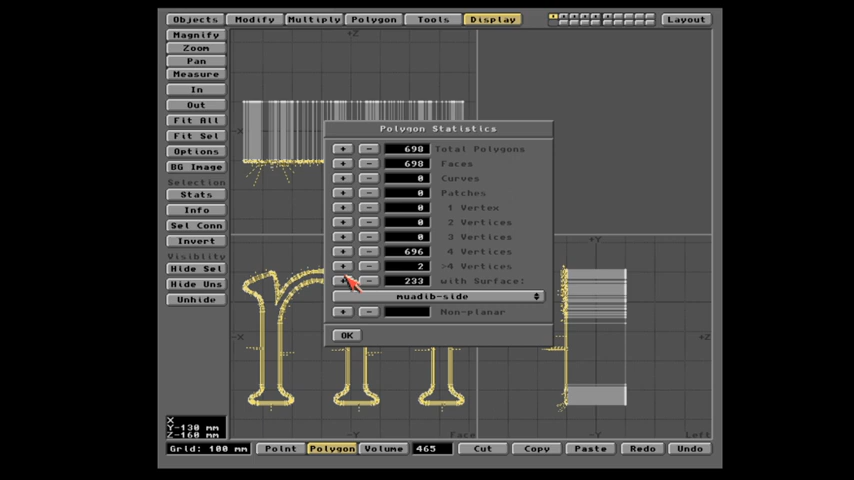 Objects Modify Multiply Polygon Tools Display Layout
Magnify
Zoom
Pan
Measure
In
Out
Fit All
Fit Sel
Options
BG Image
Selection
Stats
Info
Sel Conn
Invert
Visiblity
Hide Sel
Hide Uns
Unhide
+Z
-X
Polygon Statistics
+ - 698 Total Polygons
+ - 698 Faces
+ - 0 Curves
+ - 0 Patches
+ - 0 1 Vertex
+ - 0 2 Vertices
+ - 0 3 Vertices
+ - 696 4 Vertices
+ - 2 >4 Vertices
+ - 233 with Surface:
muadib-side
+ - Non-planar
OK
+Y
-X
+Z
-Y Face
-Y Left
X
Y-130 mm
Z-160 mm
Grid: 100 mm Point Polygon Volume 465 Cut Copy Paste Redo Undo